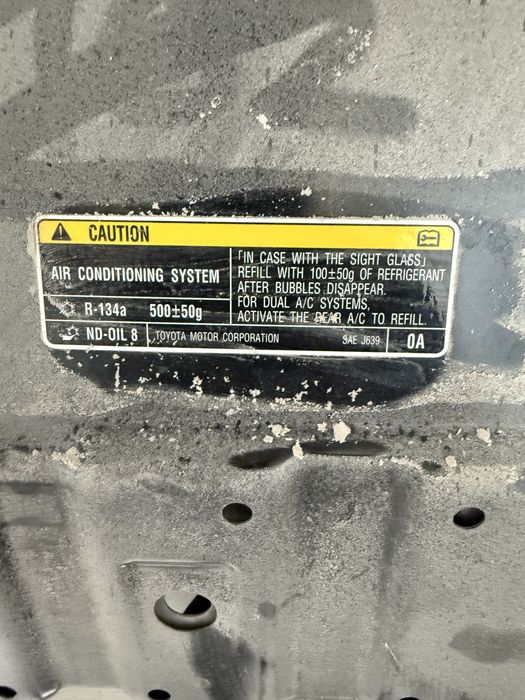 CAUTION
AIR CONDITIONING SYSTEM
R-134a 500±50g
ND-OIL 8
「IN CASE WITH THE SIGHT GLASS」
REFILL WITH 100±50g OF REFRIGERANT
AFTER BUBBLES DISAPPEAR.
FOR DUAL A/C SYSTEMS,
ACTIVATE THE REAR A/C TO REFILL.
TOYOTA MOTOR CORPORATION SAE J639 0A